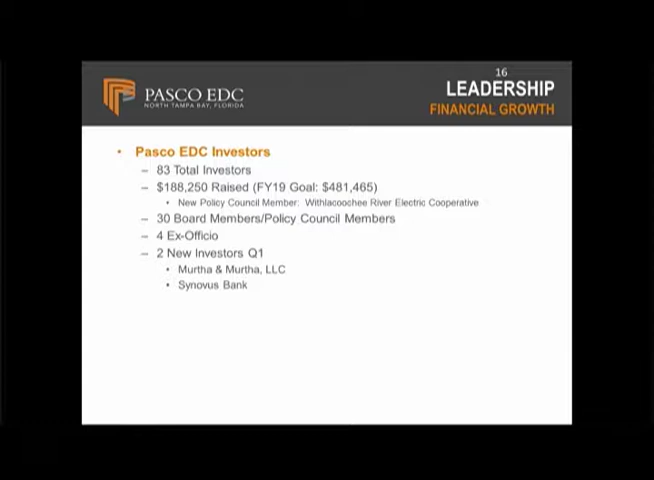 16
PASCO EDC
NORTH TAMPA BAY, FLORIDA
LEADERSHIP
FINANCIAL GROWTH
• Pasco EDC Investors
– 83 Total Investors
– $188,250 Raised (FY19 Goal: $481,465)
• New Policy Council Member: Withlacoochee River Electric Cooperative
– 30 Board Members/Policy Council Members
– 4 Ex-Officio
– 2 New Investors Q1
• Murtha & Murtha, LLC
• Synovus Bank